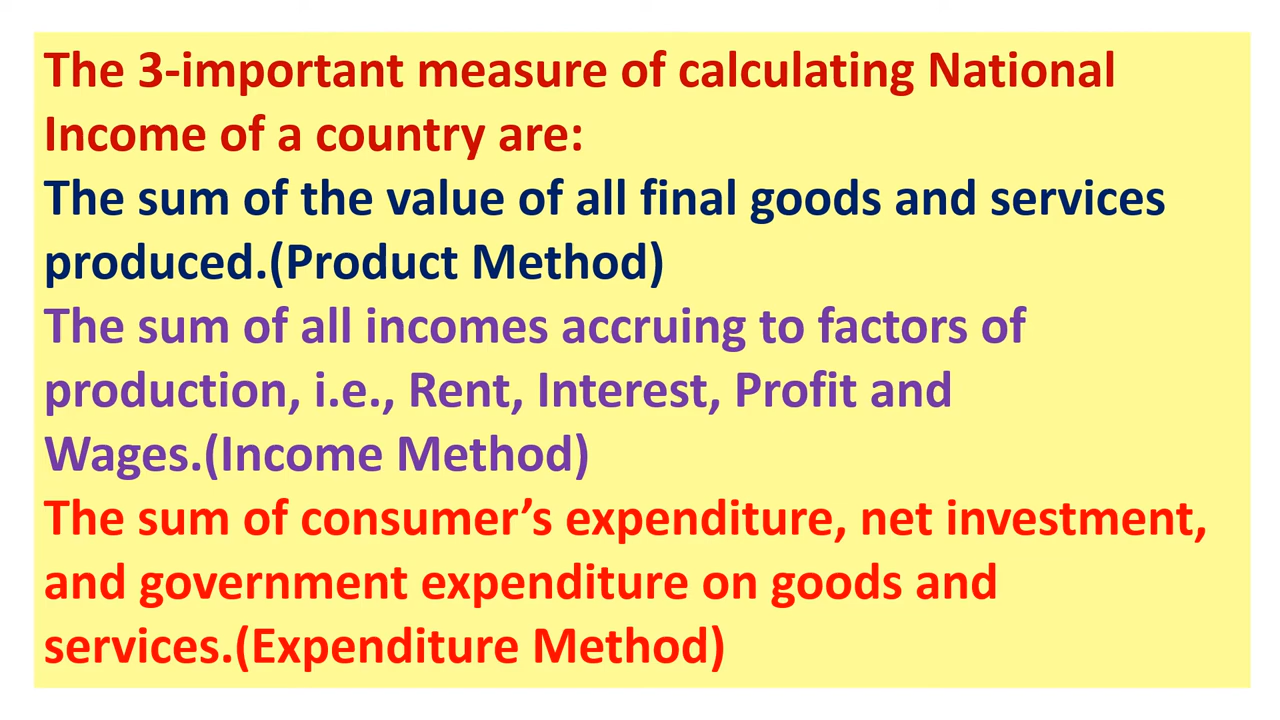 The 3-important measure of calculating National
Income of a country are:
The sum of the value of all final goods and services
produced.(Product Method)
The sum of all incomes accruing to factors of
production, i.e., Rent, Interest, Profit and
Wages.(Income Method)
The sum of consumer’s expenditure, net investment,
and government expenditure on goods and
services.(Expenditure Method)